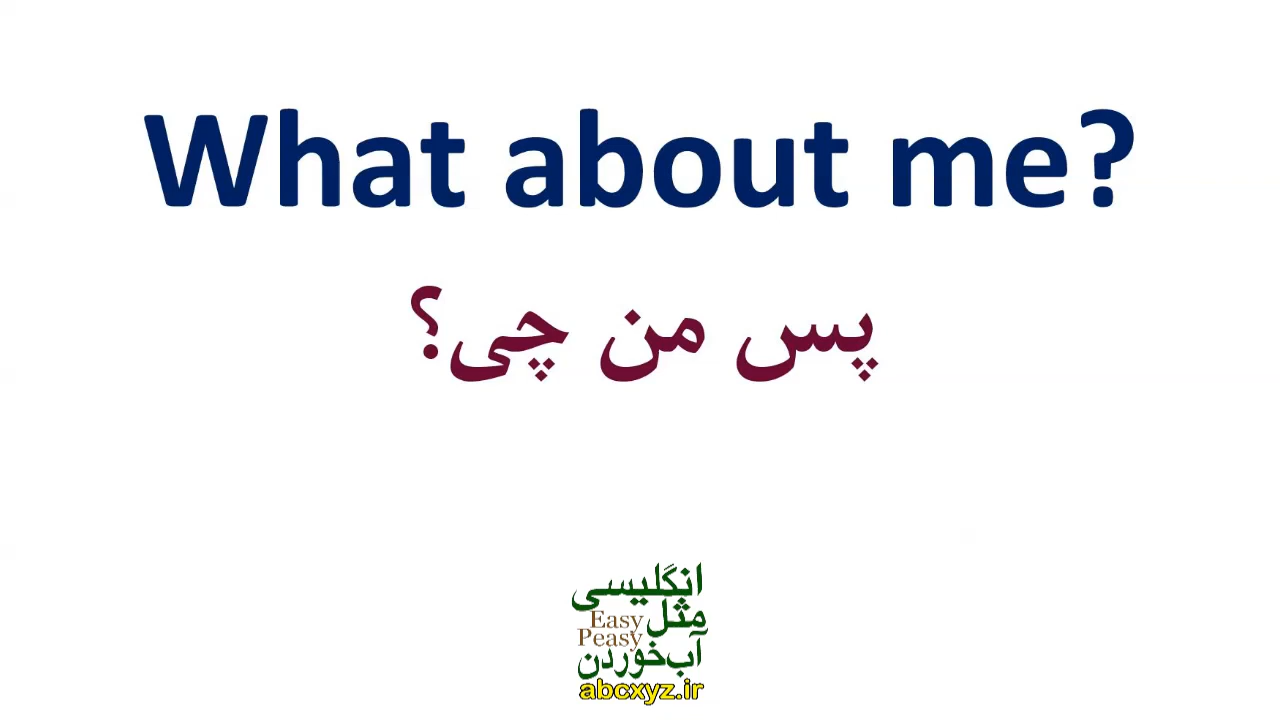 What about me?
پس من چی؟
انگلیسی
مثل
Easy
Peasy
آب خوردن
abcxyz.ir